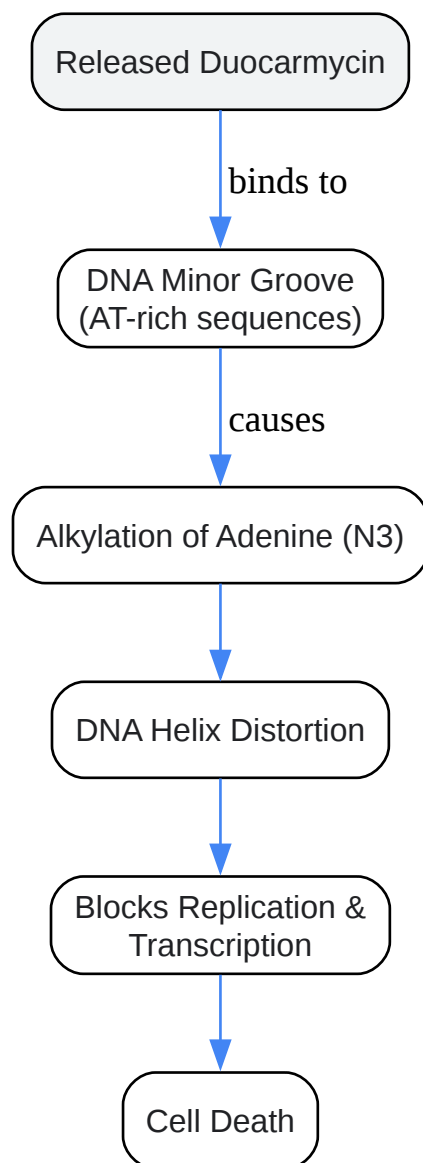 Released Duocarmycin
binds to
DNA Minor Groove
(AT-rich sequences)
causes
Alkylation of Adenine (N3)
DNA Helix Distortion
Blocks Replication &
Transcription
Cell Death